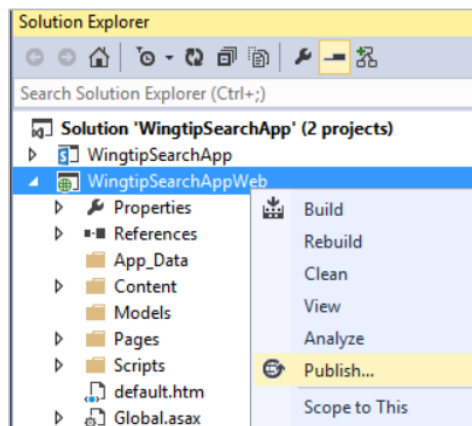 Solution Explorer
Search Solution Explorer (Ctrl+;)
Solution 'WingtipSearchApp' (2 projects)
WingtipSearchApp
WingtipSearchAppWeb
Properties
References
App_Data
Content
Models
Pages
Scripts
default.htm
Global.asax
Build
Rebuild
Clean
View
Analyze
Publish...
Scope to This